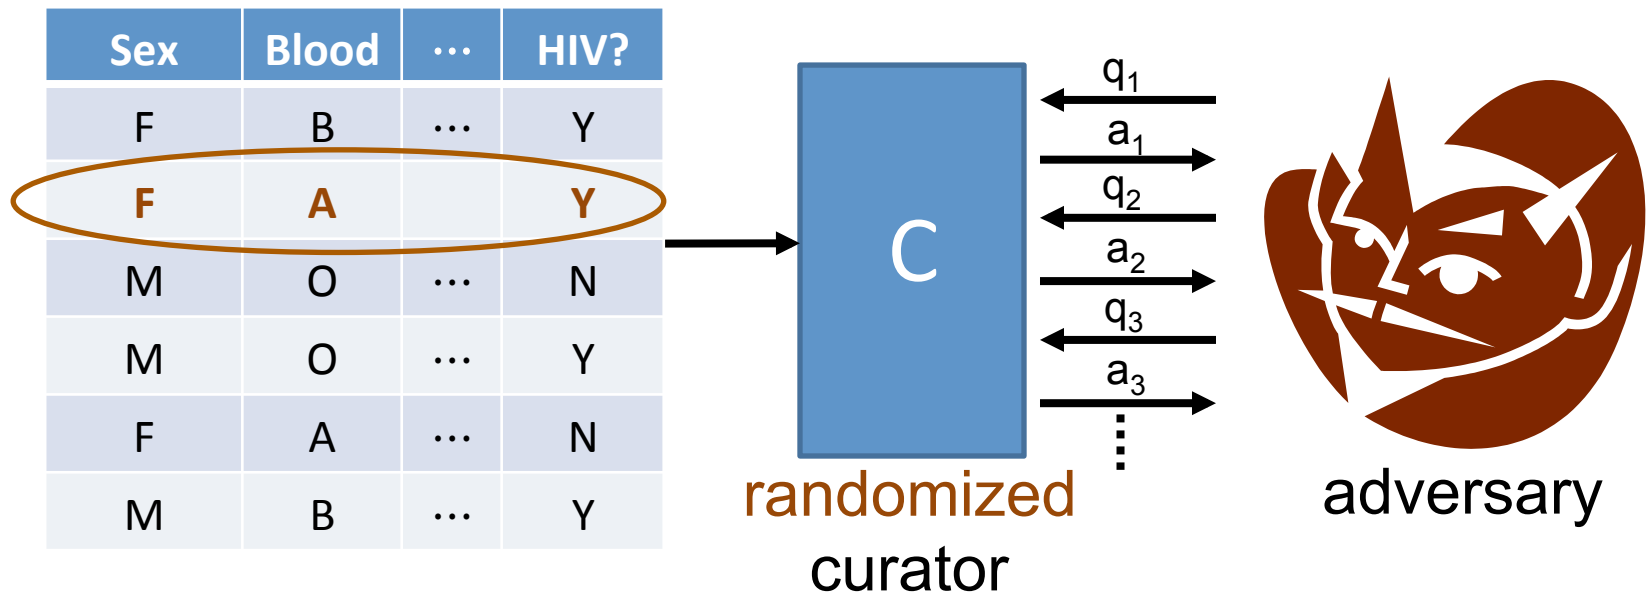 Sex Blood ... HIV?
F B ... Y
F A Y
M O ... N
M O ... Y
F A ... N
M B ... Y
C
q1
a1
q2
a2
q3
a3
randomized
curator
adversary